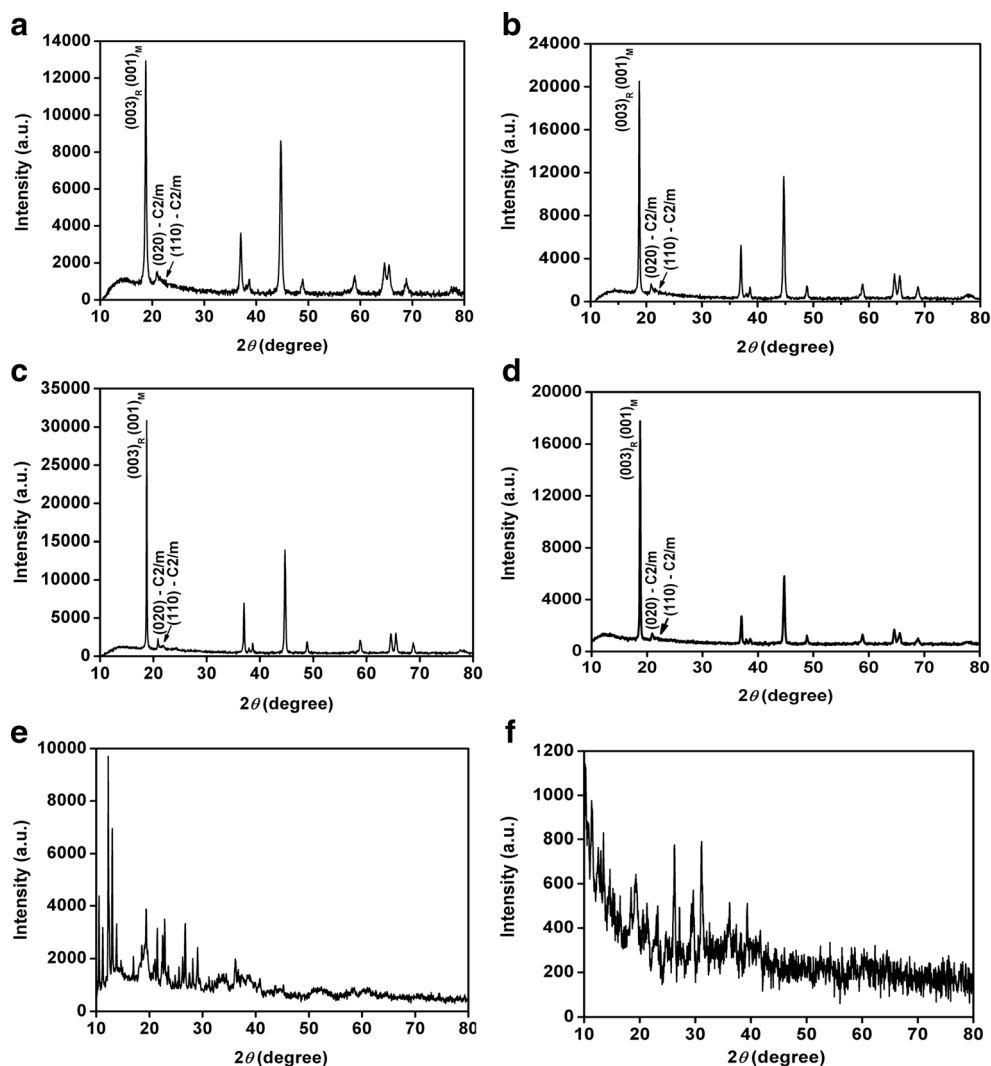 a
14000
12000
10000
8000
6000
4000
2000
0
10 20 30 40 50 60 70 80
Intensity (a.u.)
2θ (degree)
(003)R (001)M
(020) - C2/m
(110) - C2/m
b
24000
20000
16000
12000
8000
4000
0
10 20 30 40 50 60 70 80
Intensity (a.u.)
2θ (degree)
(003)R (001)M
(020) - C2/m
(110) - C2/m
c
35000
30000
25000
20000
15000
10000
5000
0
10 20 30 40 50 60 70 80
Intensity (a.u.)
2θ (degree)
(003)R (001)M
(020) - C2/m
(110) - C2/m
d
20000
16000
12000
8000
4000
0
10 20 30 40 50 60 70 80
Intensity (a.u.)
2θ (degree)
(003)R (001)M
(020) - C2/m
(110) - C2/m
e
10000
8000
6000
4000
2000
0
10 20 30 40 50 60 70 80
Intensity (a.u.)
2θ (degree)
f
1200
1000
800
600
400
200
0
10 20 30 40 50 60 70 80
Intensity (a.u.)
2θ (degree)